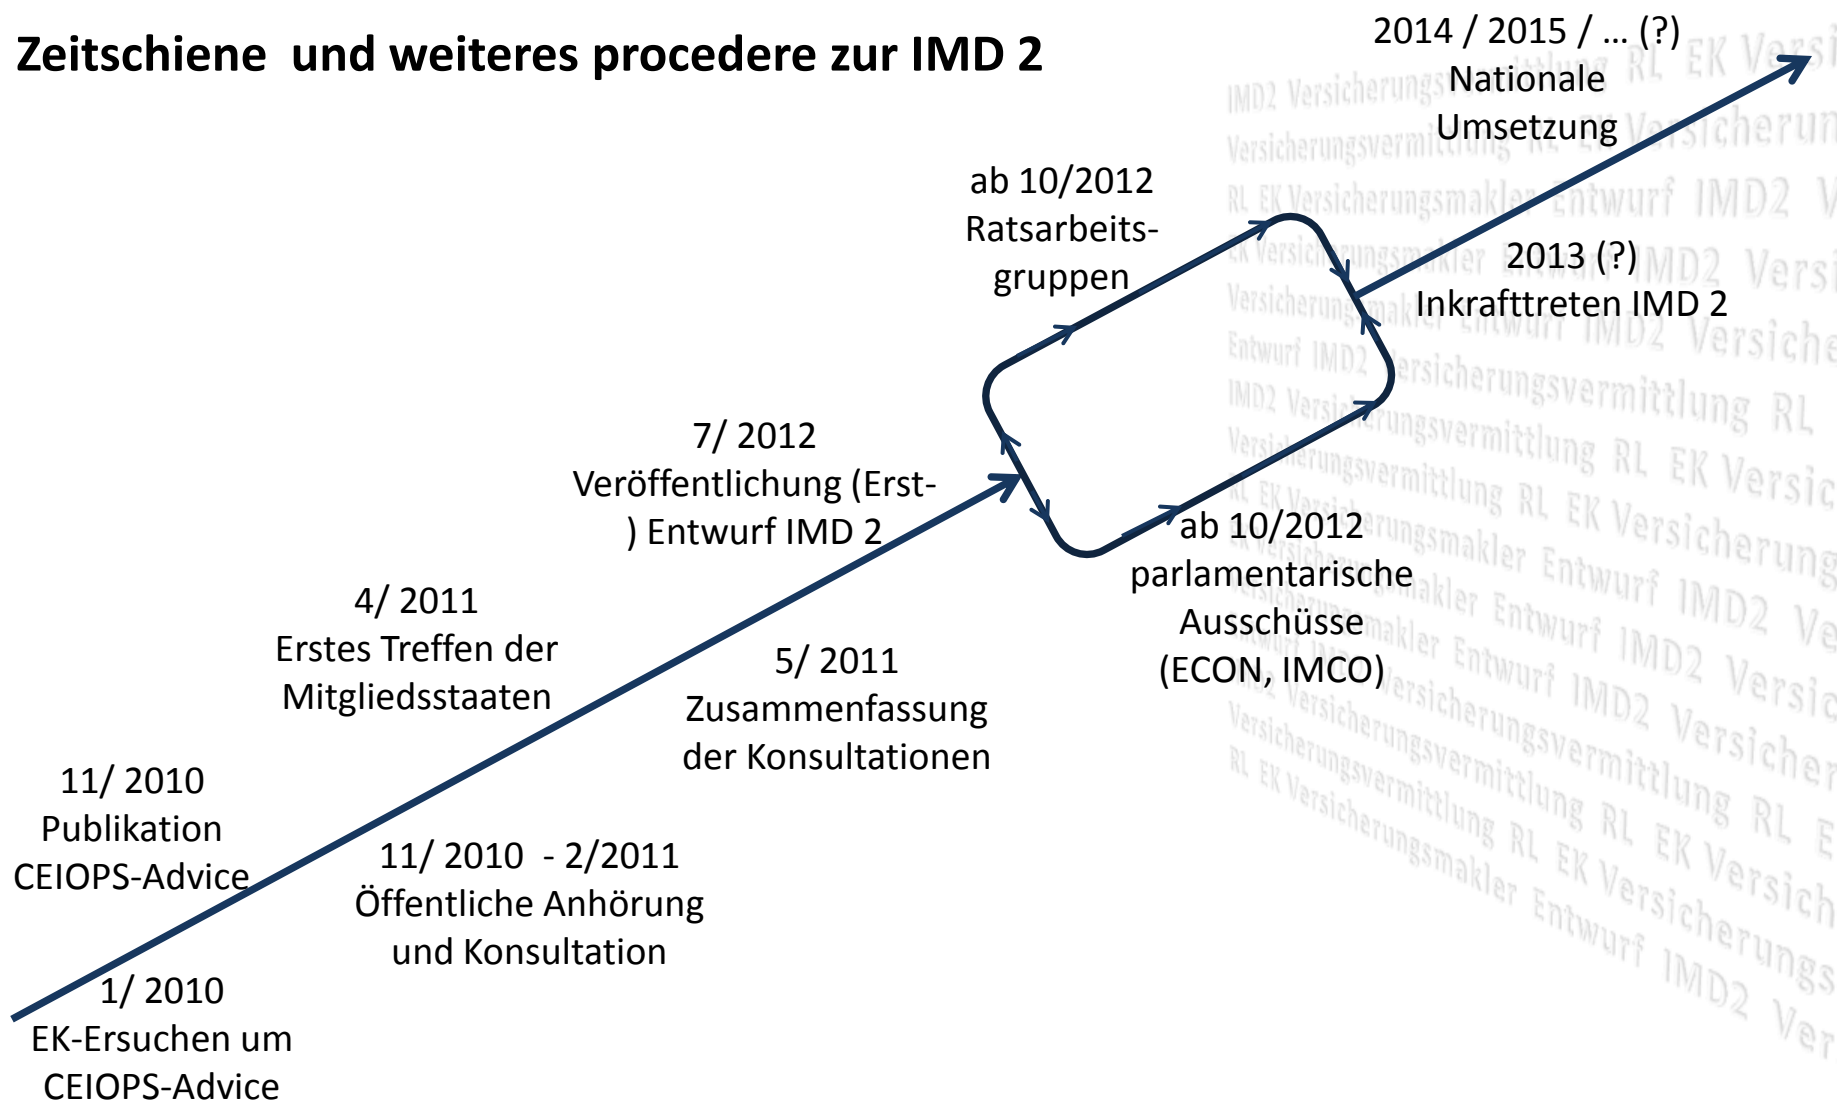 Zeitschiene und weiteres procedere zur IMD 2
2014 / 2015 / ... (?)
Nationale
Umsetzung
ab 10/2012
Ratsarbeits-
gruppen
2013 (?)
Inkrafttreten IMD 2
7/ 2012
Veröffentlichung (Erst-
) Entwurf IMD 2
ab 10/2012
parlamentarische
Ausschüsse
(ECON, IMCO)
4/ 2011
Erstes Treffen der
Mitgliedsstaaten
5/ 2011
Zusammenfassung
der Konsultationen
11/ 2010
Publikation
CEIOPS-Advice
11/ 2010 - 2/2011
Öffentliche Anhörung
und Konsultation
1/ 2010
EK-Ersuchen um
CEIOPS-Advice